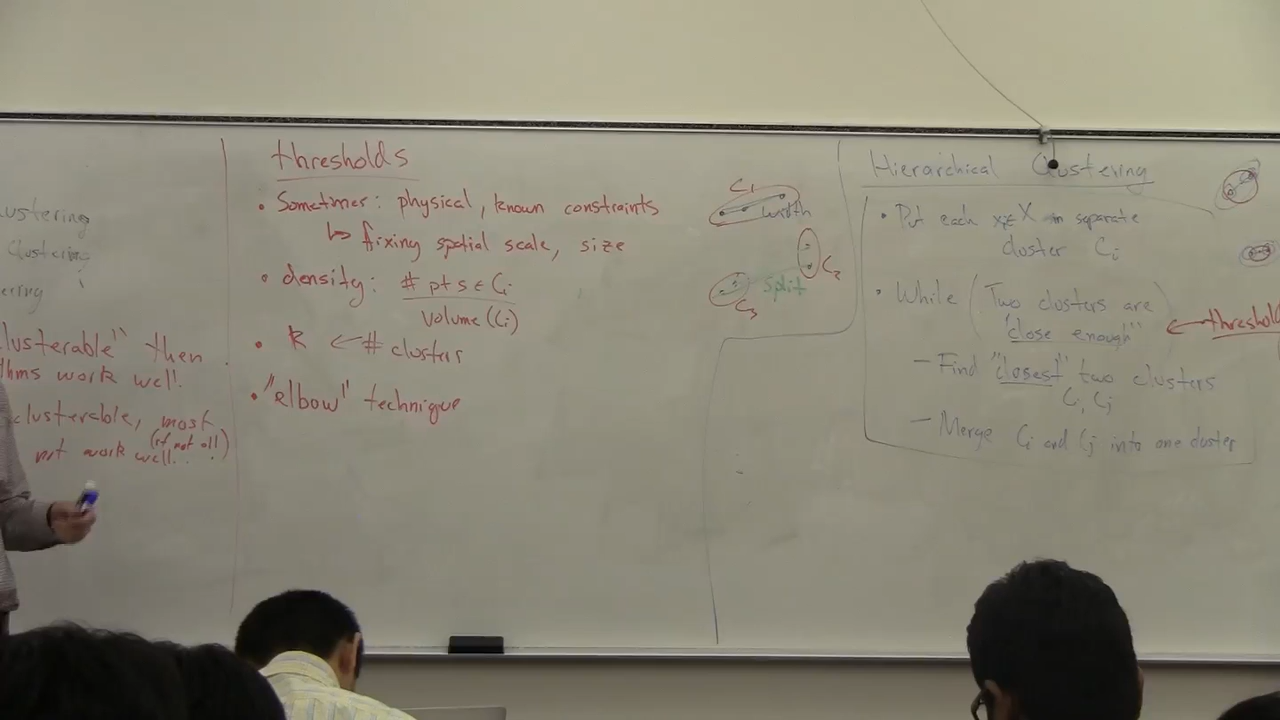 lustering
Clustering
ering
lusterable" then
thms work well.
clusterable, most
(if not all)
not work well...
thresholds
• Sometimes: physical, known constraints
↳ fixing spatial scale, size
• density: # pts ∈ Ci
volume (Ci)
• k ← # clusters
• "elbow" technique
C1
width
C2
split
C3
Hierarchical Clustering
• Put each xi∈X in separate
cluster Ci
• While (Two clusters are
"close enough")
← threshold
- Find "closest" two clusters
Ci, Cj
- Merge Ci and Cj into one cluster